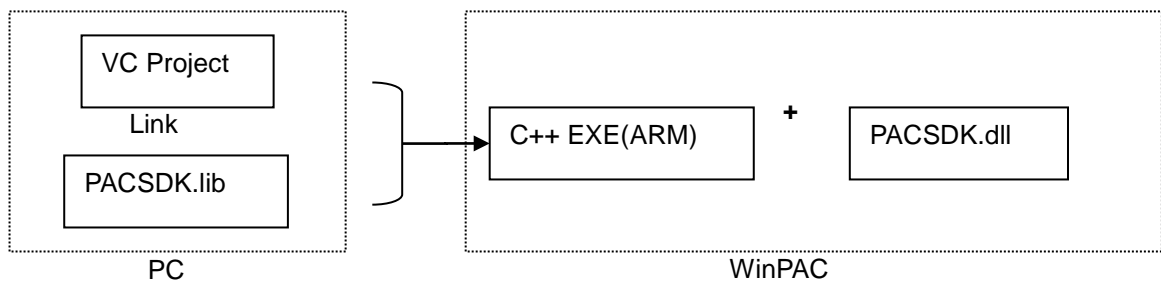 VC Project
Link
PACSDK.lib
PC
C++ EXE(ARM)
+
PACSDK.dll
WinPAC